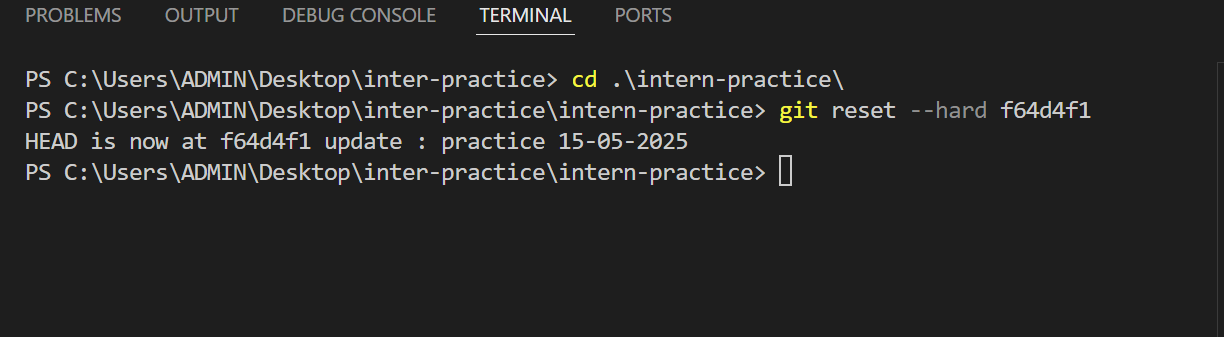 PROBLEMS OUTPUT DEBUG CONSOLE TERMINAL PORTS
PS C:\Users\ADMIN\Desktop\inter-practice> cd .\intern-practice\
PS C:\Users\ADMIN\Desktop\inter-practice\intern-practice> git reset --hard f64d4f1
HEAD is now at f64d4f1 update : practice 15-05-2025
PS C:\Users\ADMIN\Desktop\inter-practice\intern-practice>